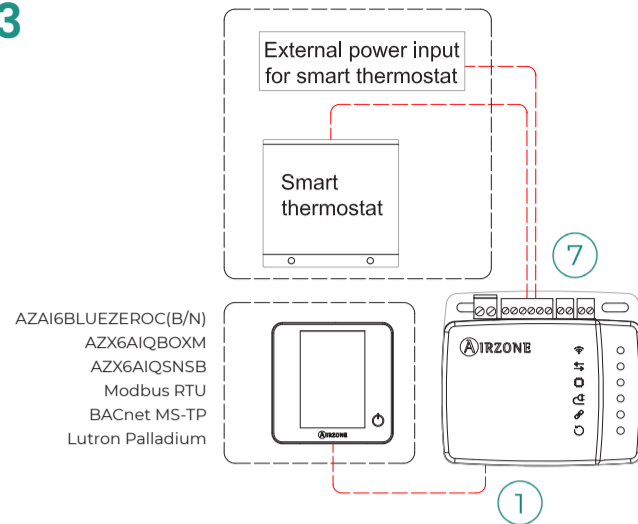 3
External power input
for smart thermostat
Smart
thermostat
7
AZAI6BLUEZEROC(B/N)
AZX6AIQBOXM
AZX6AIQSNSB
Modbus RTU
BACnet MS-TP
Lutron Palladium
AIRZONE
AIRZONE
1